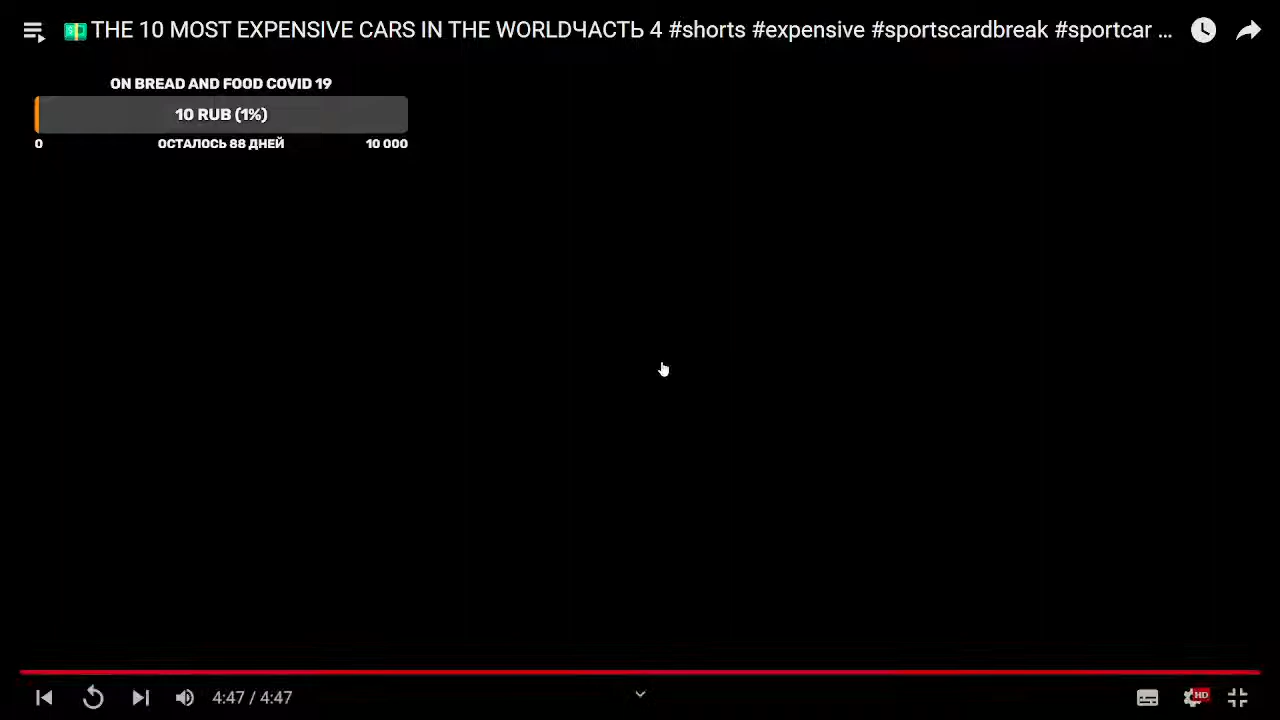 THE 10 MOST EXPENSIVE CARS IN THE WORLDЧАСТЬ 4 #shorts #expensive #sportscardbreak #sportcar ...
ON BREAD AND FOOD COVID 19
10 RUB (1%)
0 ОСТАЛОСЬ 88 ДНЕЙ 10 000
4:47 / 4:47
HD